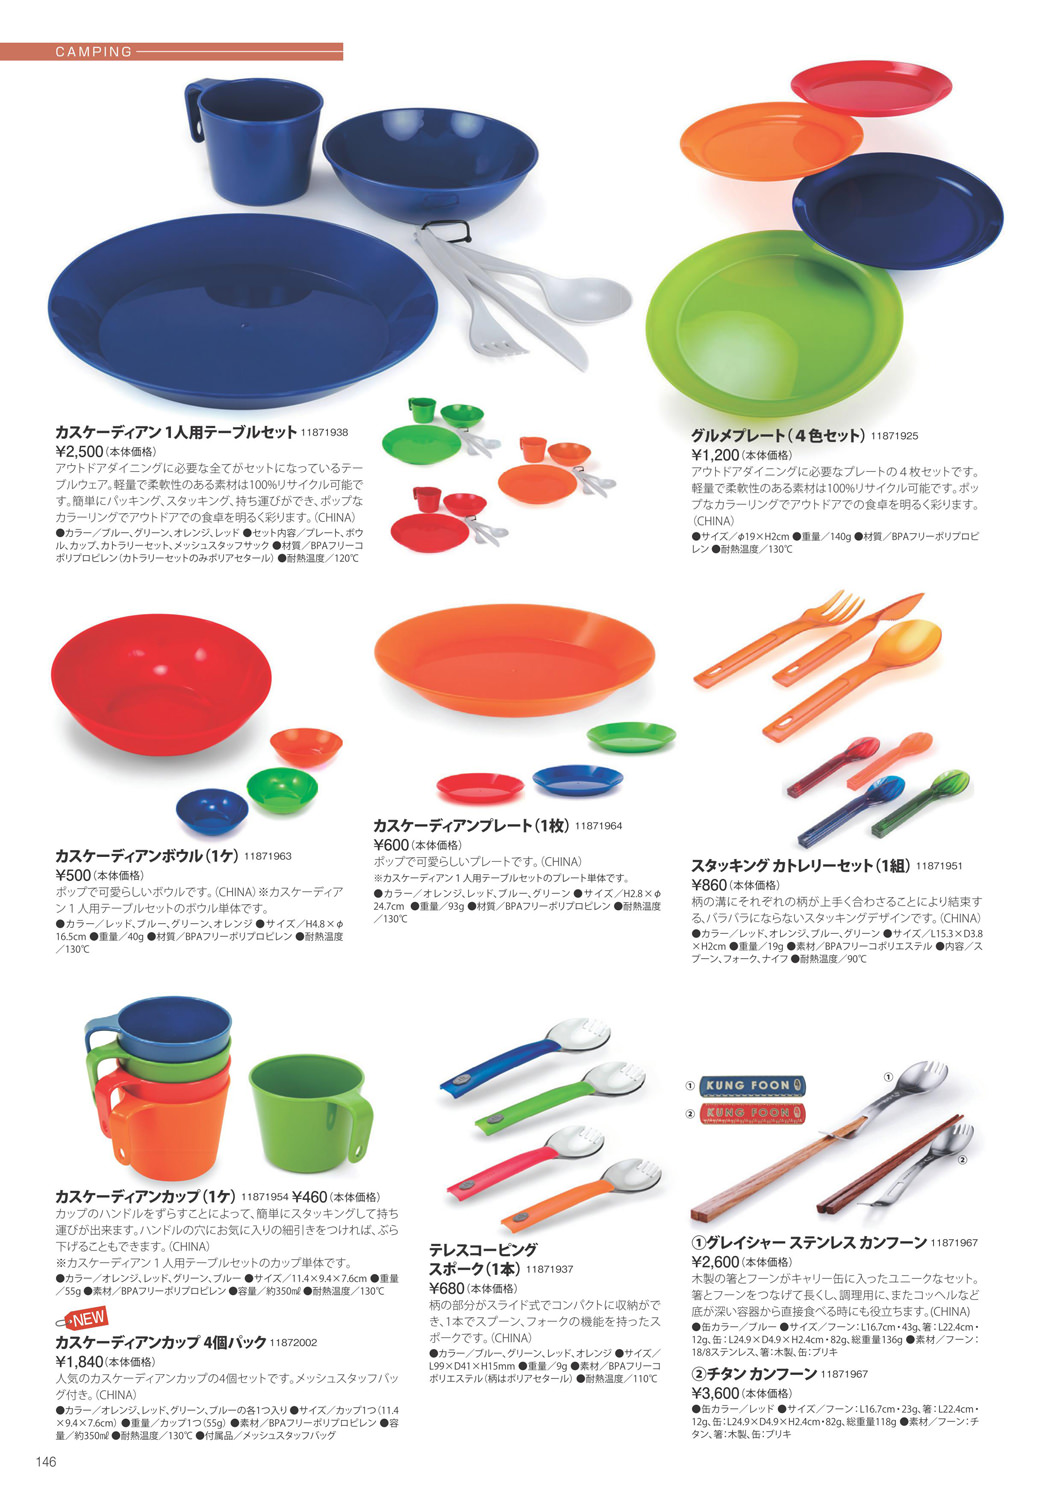 CAMPING
カスケーディアン 1人用テーブルセット 11871938
¥2,500（本体価格）
アウトドアダイニングに必要な全てがセットになっているテー
ブルウェア。軽量で柔軟性のある素材は100%リサイクル可能で
す。簡単にパッキング、スタッキング、持ち運びができ、ポップな
カラーリングでアウトドアでの食卓を明るく彩ります。（CHINA）
●カラー／ブルー、グリーン、オレンジ、レッド ●セット内容／プレート、ボウ
ル、カップ、カトラリーセット、メッシュスタッフサック ●材質／BPAフリーコ
ポリプロピレン（カトラリーセットのみポリアセタール） ●耐熱温度／120℃
グルメプレート（４色セット） 11871925
¥1,200（本体価格）
アウトドアダイニングに必要なプレートの４枚セットです。
軽量で柔軟性のある素材は100%リサイクル可能です。ポッ
プなカラーリングでアウトドアでの食卓を明るく彩ります。
（CHINA）
●サイズ／φ19×H2cm ●重量／140g ●材質／BPAフリーポリプロピ
レン ●耐熱温度／130℃
カスケーディアンボウル（1ケ） 11871963
¥500（本体価格）
ポップで可愛らしいボウルです。（CHINA）※カスケーディア
ン１人用テーブルセットのボウル単体です。
●カラー／レッド、ブルー、グリーン、オレンジ ●サイズ／H4.8×φ
16.5cm ●重量／40g ●材質／BPAフリーポリプロピレン ●耐熱温度
／130℃
カスケーディアンプレート（1枚） 11871964
¥600（本体価格）
ポップで可愛らしいプレートです。（CHINA）
※カスケーディアン１人用テーブルセットのプレート単体です。
●カラー／オレンジ、レッド、ブルー、グリーン ●サイズ／H2.8×φ
24.7cm ●重量／93g ●材質／BPAフリーポリプロピレン ●耐熱温度
／130℃
スタッキング カトレリーセット（1組） 11871951
¥860（本体価格）
柄の溝にそれぞれの柄が上手く合わさることにより結束す
る、バラバラにならないスタッキングデザインです。（CHINA）
●カラー／レッド、オレンジ、ブルー、グリーン ●サイズ／L15.3×D3.8
×H2cm ●重量／19g ●素材／BPAフリーコポリエステル ●内容／ス
プーン、フォーク、ナイフ ●耐熱温度／90℃
カスケーディアンカップ（1ケ） 11871954 ¥460（本体価格）
カップのハンドルをずらすことによって、簡単にスタッキングして持ち
運びが出来ます。ハンドルの穴にお気に入りの細引きをつければ、ぶら
下げることもできます。（CHINA）
※カスケーディアン１人用テーブルセットのカップ単体です。
●カラー／オレンジ、レッド、グリーン、ブルー ●サイズ／11.4×9.4×7.6cm ●重量
／55g ●素材／BPAフリーポリプロピレン ●容量／約350㎖ ●耐熱温度／130℃
NEW
カスケーディアンカップ 4個パック 11872002
¥1,840（本体価格）
人気のカスケーディアンカップの4個セットです。メッシュスタッフバッ
グ付き。（CHINA）
●カラー／オレンジ、レッド、グリーン、ブルーの各1つ入り ●サイズ／カップ1つ（11.4
×9.4×7.6cm） ●重量／カップ1つ（55g） ●素材／BPAフリーポリプロピレン ●容
量／約350㎖ ●耐熱温度／130℃ ●付属品／メッシュスタッフバッグ
テレスコーピング
スポーク（1本） 11871937
¥680（本体価格）
柄の部分がスライド式でコンパクトに収納がで
き、1本でスプーン、フォークの機能を持ったス
ポークです。（CHINA）
●カラー／ブルー、グリーン、レッド、オレンジ ●サイズ／
L99×D41×H15mm ●重量／9g ●素材／BPAフリーコ
ポリエステル（柄はポリアセタール） ●耐熱温度／110℃
① KUNG FOON
② KUNG FOON
①
②
①グレイシャー ステンレス カンフーン 11871967
¥2,600（本体価格）
木製の箸とフーンがキャリー缶に入ったユニークなセット。
箸とフーンをつなげて長くし、調理用に、またコッヘルなど
底が深い容器から直接食べる時にも役立ちます。(CHINA)
●缶カラー／ブルー ●サイズ／フーン：L16.7cm・43g、箸：L22.4cm・
12g、缶：L24.9×D4.9×H2.4cm・82g、総重量136g ●素材／フーン：
18/8ステンレス、箸：木製、缶：ブリキ
②チタン カンフーン 11871967
¥3,600（本体価格）
●缶カラー／レッド ●サイズ／フーン：L16.7cm・23g、箸：L22.4cm・
12g、缶：L24.9×D4.9×H2.4cm・82g、総重量118g ●素材／フーン：チ
タン、箸：木製、缶：ブリキ
146